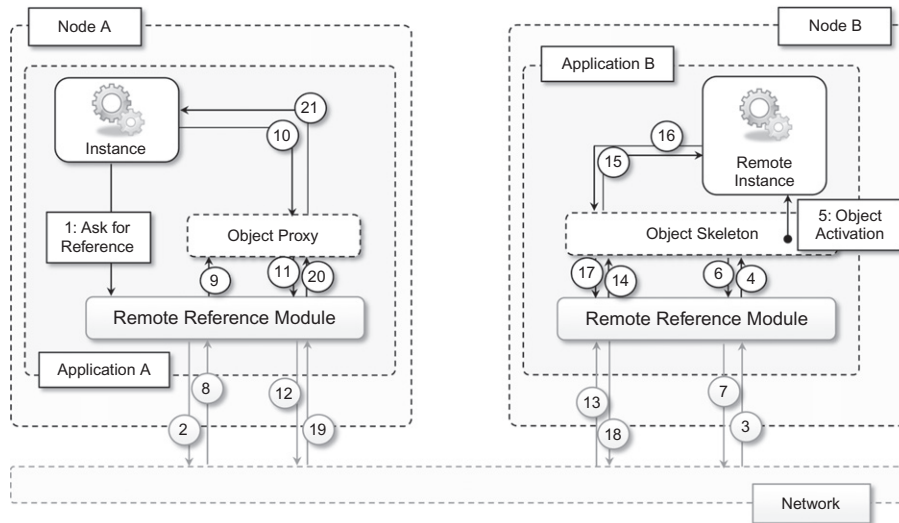 Node A
Node B
Application B
Instance
21
10
16
15
Remote
Instance
1: Ask for
Reference
Object Proxy
Object Skeleton
5: Object
Activation
9
11
20
17
14
6
4
Remote Reference Module
Remote Reference Module
Application A
8
12
13
7
2
19
18
3
Network